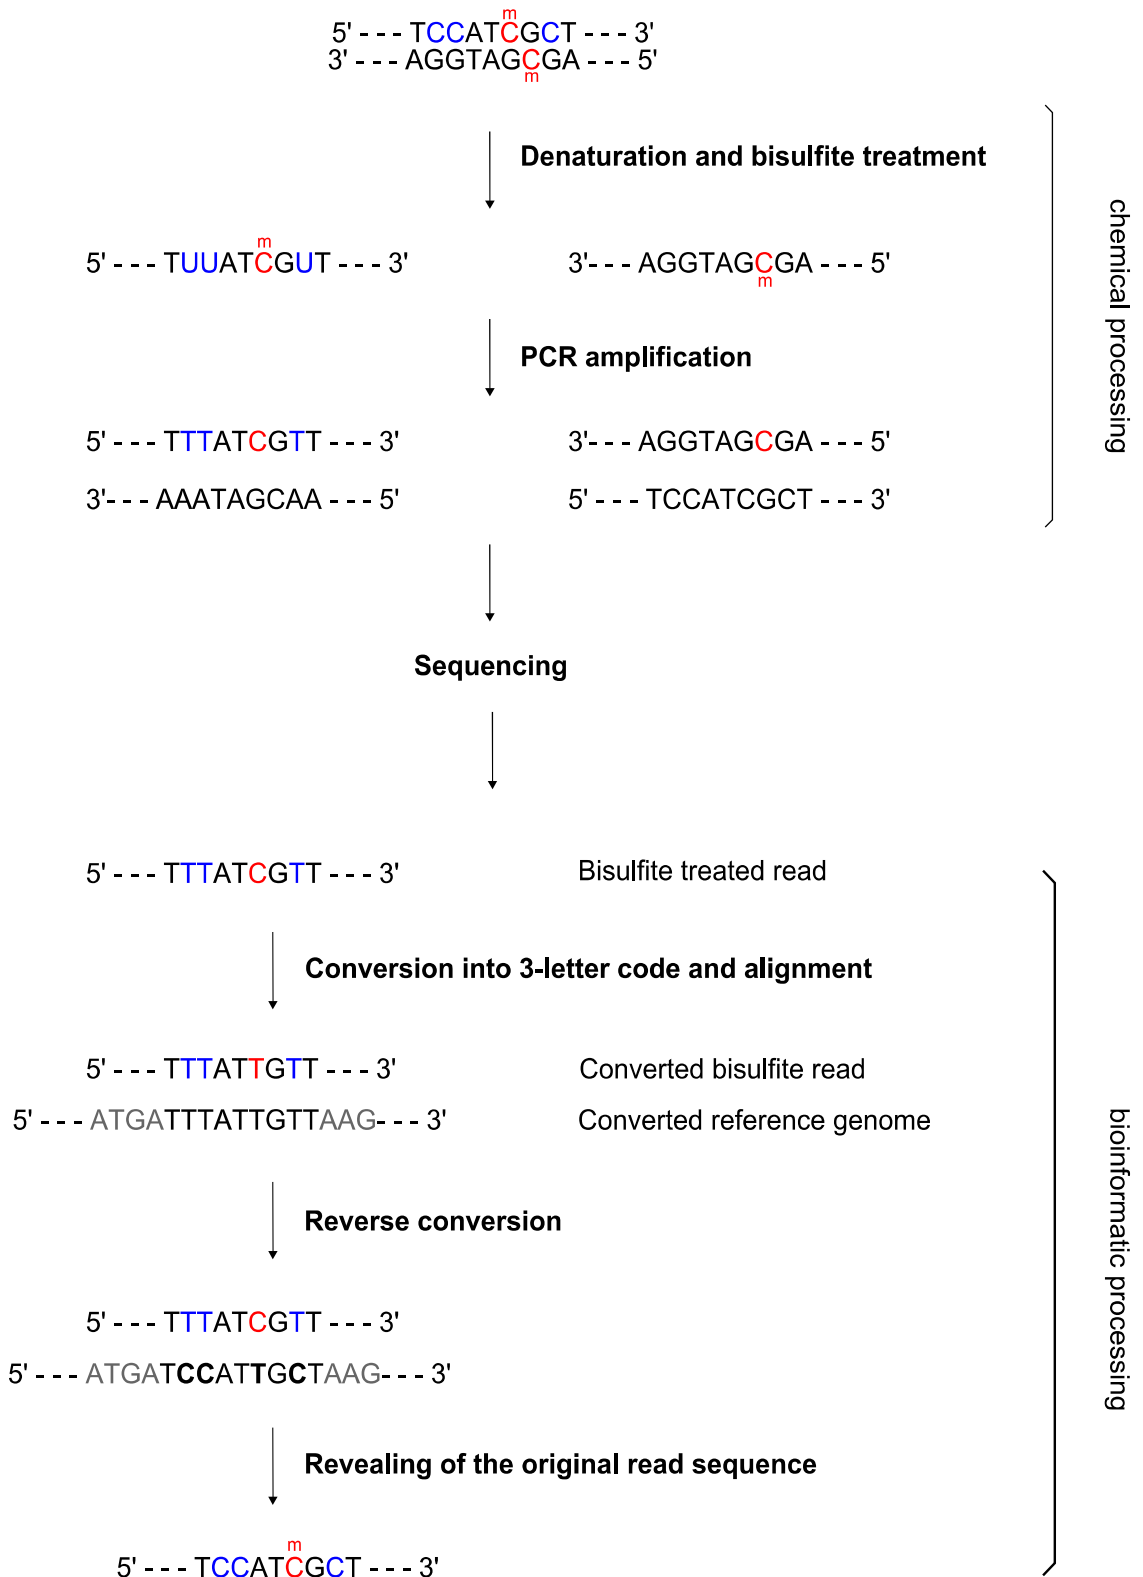 m
5' - - - TCCATCGCT - - - 3'
3' - - - AGGTAGCGA - - - 5'
m
Denaturation and bisulfite treatment
m
5' - - - TUUATCGUT - - - 3'
3'- - - AGGTAGCGA - - - 5'
m
PCR amplification
5' - - - TTTATCGTT - - - 3'
3'- - - AGGTAGCGA - - - 5'
3'- - - AAATAGCAA - - - 5'
5' - - - TCCATCGCT - - - 3'
chemical processing
Sequencing
5' - - - TTTATCGTT - - - 3'
Bisulfite treated read
Conversion into 3-letter code and alignment
5' - - - TTTATTGTT - - - 3'
Converted bisulfite read
5' - - - ATGATTTATTGTTAAG- - - 3'
Converted reference genome
Reverse conversion
5' - - - TTTATCGTT - - - 3'
5' - - - ATGATCCATTGCTAAG- - - 3'
Revealing of the original read sequence
m
5' - - - TCCATCGCT - - - 3'
bioinformatic processing